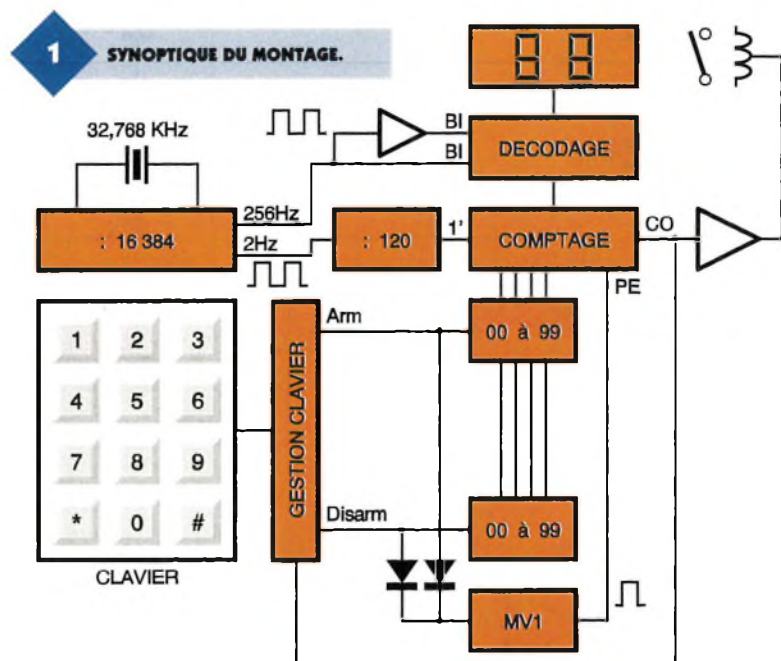 1
SYNOPTIQUE DU MONTAGE.
88
32,768 KHz
BI
BI
DECODAGE
256Hz
2Hz
: 16 384
: 120
1'
COMPTAGE
CO
PE
1 2 3
4 5 6
7 8 9
* 0 #
CLAVIER
GESTION CLAVIER
Arm
00 à 99
Disarm
00 à 99
MV1